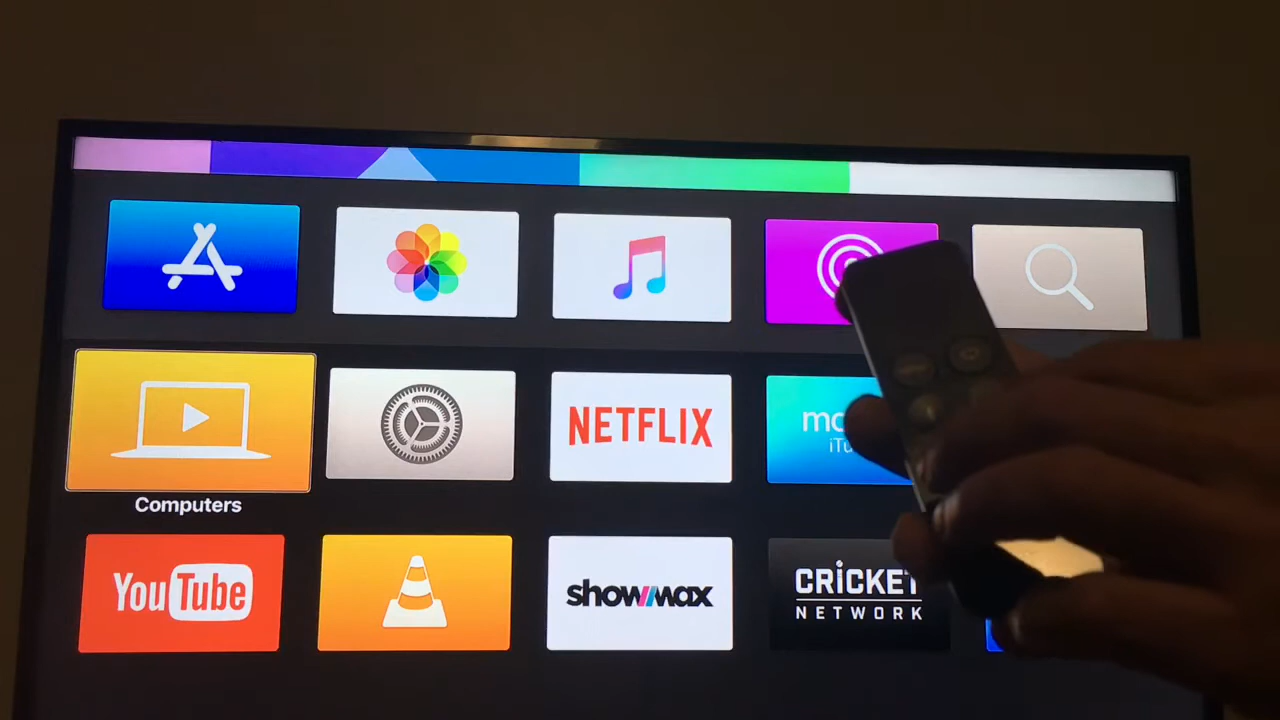 NETFLIX
Computers
YouTube
showmax
CRICKET
NETWORK